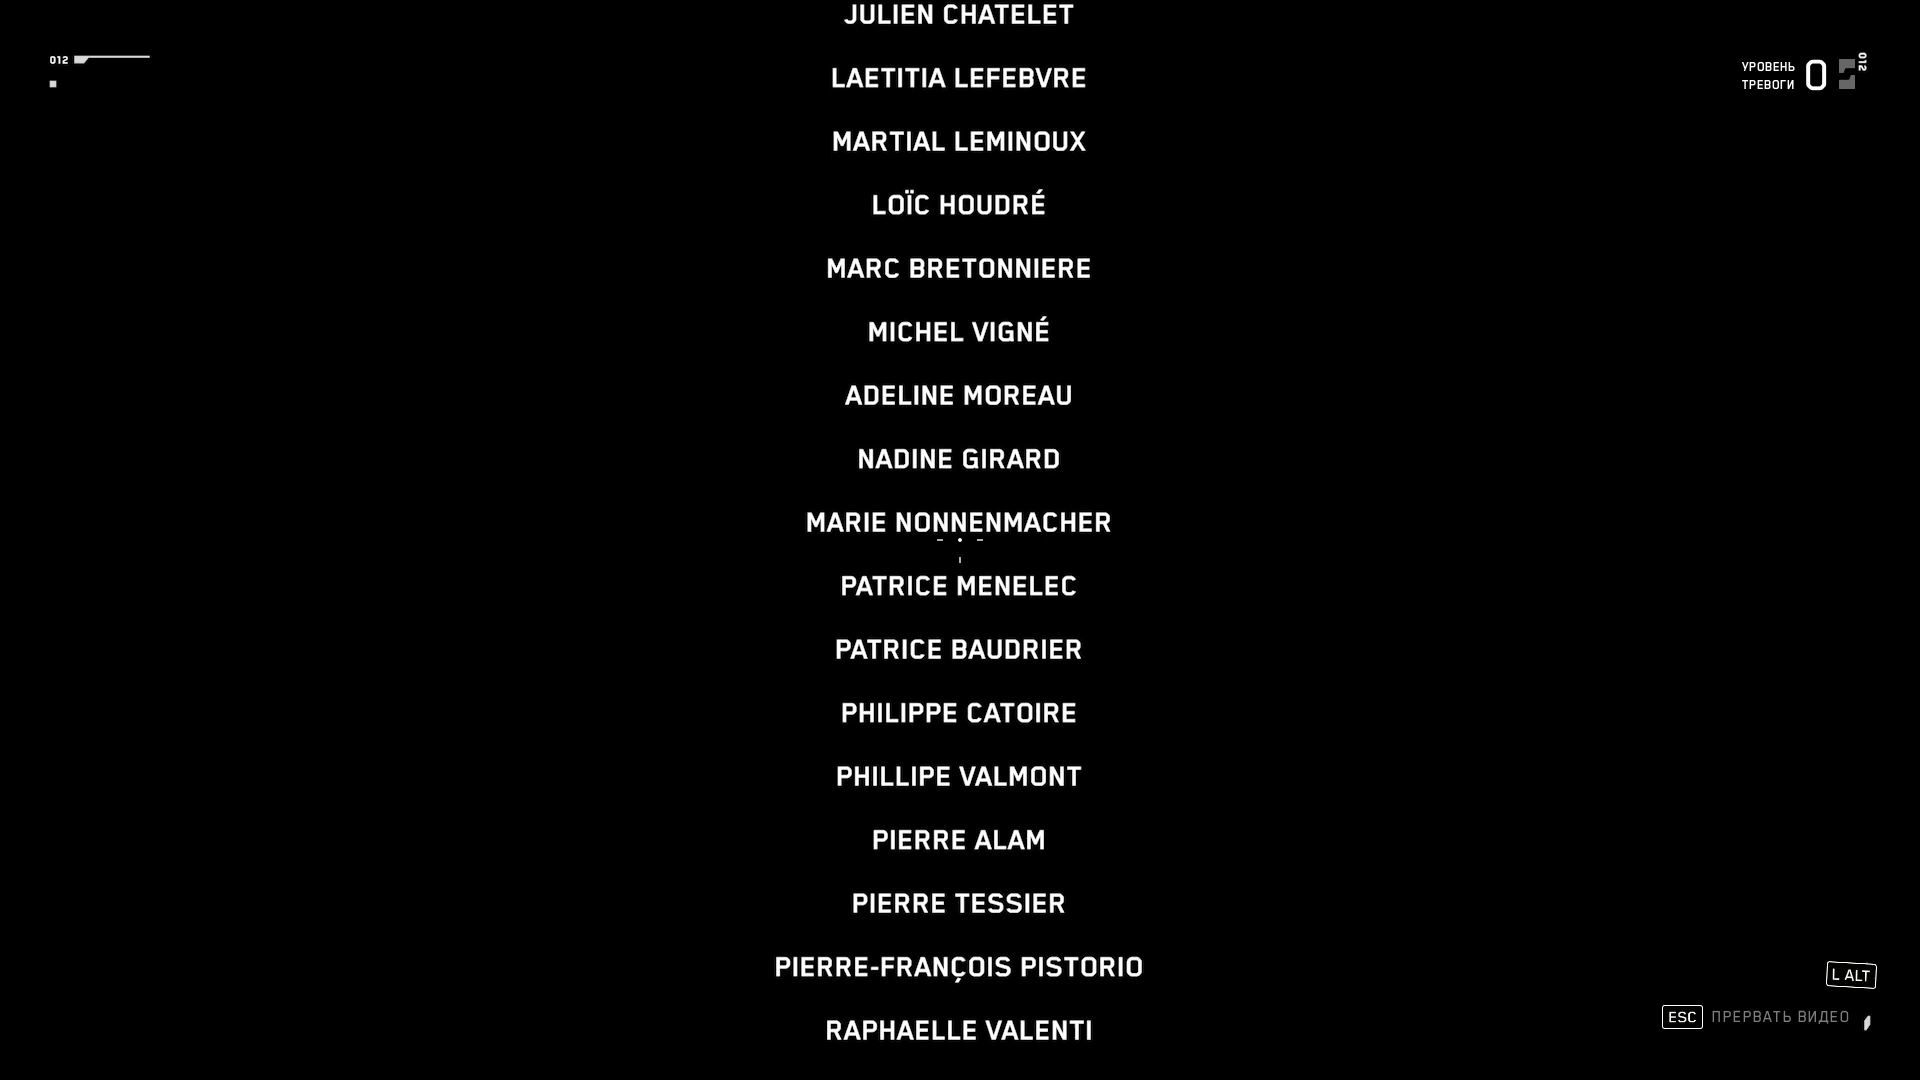 JULIEN CHATELET
012
УРОВЕНЬ
ТРЕВОГИ
0
012
LAETITIA LEFEBVRE
MARTIAL LEMINOUX
LOÏC HOUDRÉ
MARC BRETONNIERE
MICHEL VIGNÉ
ADELINE MOREAU
NADINE GIRARD
MARIE NONNENMACHER
PATRICE MENELEC
PATRICE BAUDRIER
PHILIPPE CATOIRE
PHILLIPE VALMONT
PIERRE ALAM
PIERRE TESSIER
PIERRE-FRANÇOIS PISTORIO
L ALT
ESC ПРЕРВАТЬ ВИДЕО
RAPHAELLE VALENTI